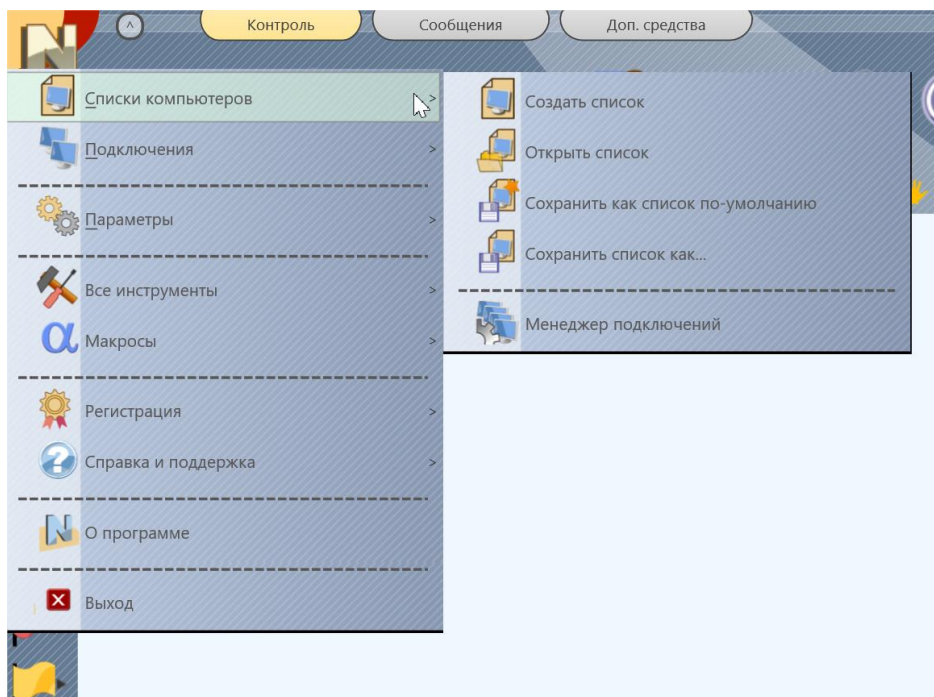 Контроль
Сообщения
Доп. средства
Списки компьютеров
Подключения
Параметры
Все инструменты
Макросы
Регистрация
Справка и поддержка
О программе
Выход
Создать список
Открыть список
Сохранить как список по-умолчанию
Сохранить список как...
Менеджер подключений